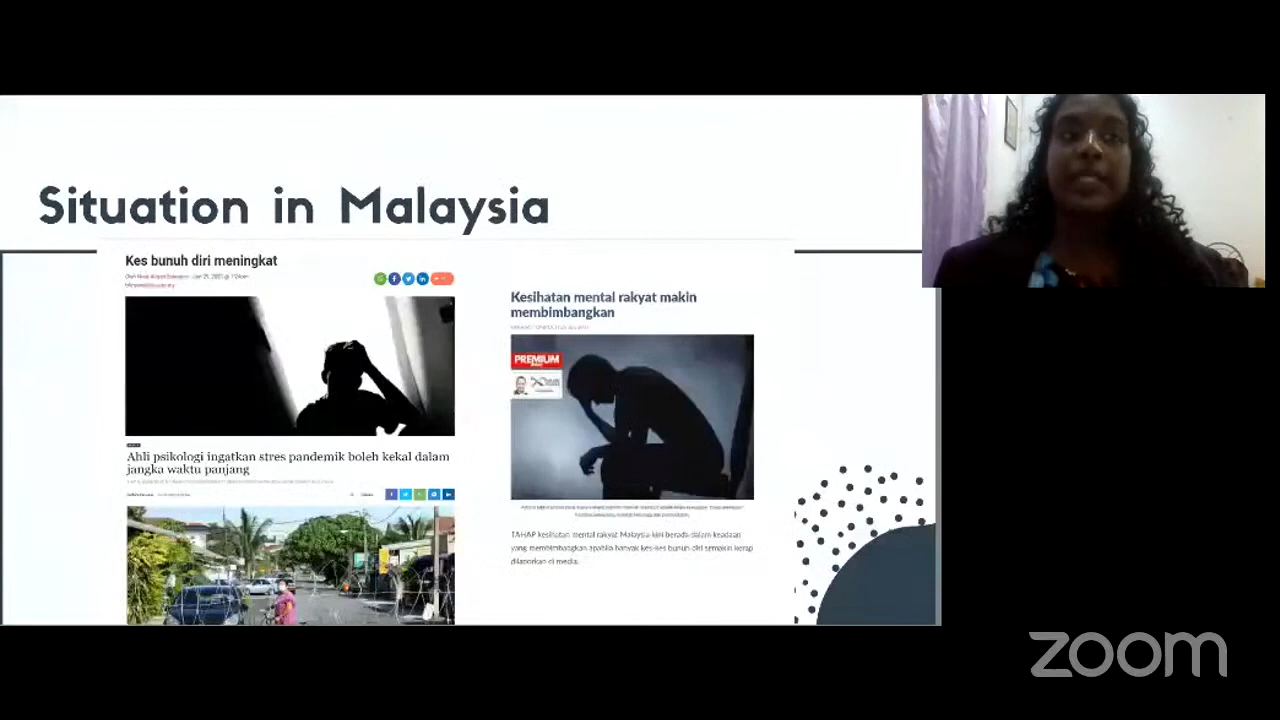 Situation in Malaysia
Kes bunuh diri meningkat
Kesihatan mental rakyat makin
membimbangkan
PREMIUM
Ahli psikologi ingatkan stres pandemik boleh kekal dalam
jangka waktu panjang
TAHAP kesihatan mental rakyat Malaysia kini berada dalam keadaan
yang membimbangkan apabila banyak kes-kes bunuh diri semakin kerap
dilaporkan di media.
zoom